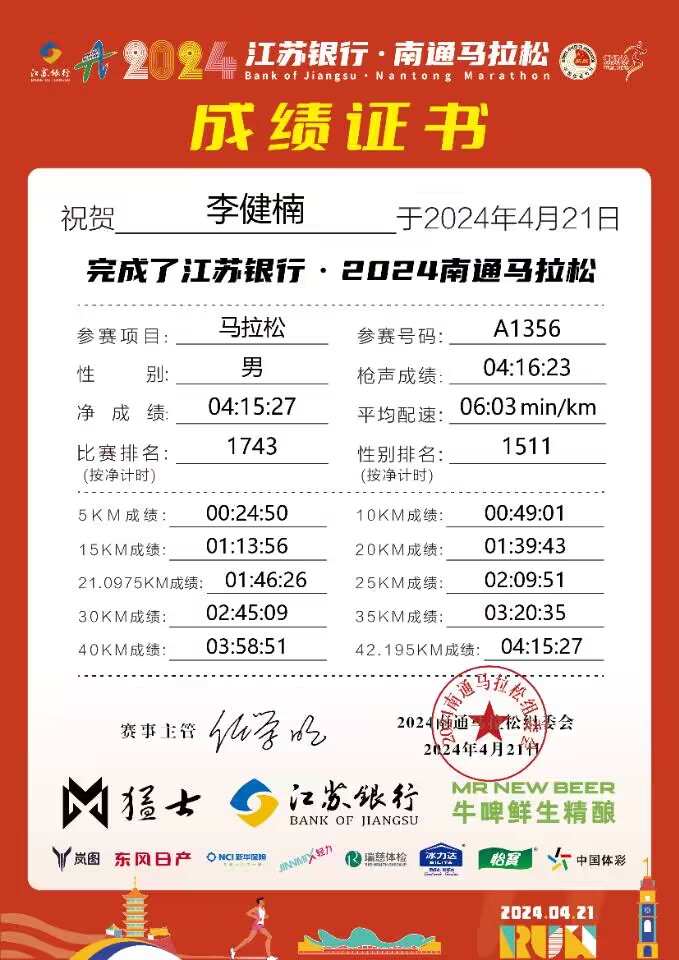 江苏银行
2024
江苏银行·南通马拉松
Bank of Jiangsu · Nantong Marathon
成绩证书
祝贺 李健楠 于2024年4月21日
完成了江苏银行·2024南通马拉松
参赛项目: 马拉松 参赛号码: A1356
性 别: 男 枪声成绩: 04:16:23
净 成 绩: 04:15:27 平均配速: 06:03 min/km
比赛排名: 1743 性别排名: 1511
(按净计时) (按净计时)
5KM成绩: 00:24:50 10KM成绩: 00:49:01
15KM成绩: 01:13:56 20KM成绩: 01:39:43
21.0975KM成绩: 01:46:26 25KM成绩: 02:09:51
30KM成绩: 02:45:09 35KM成绩: 03:20:35
40KM成绩: 03:58:51 42.195KM成绩: 04:15:27
2024南通马拉松组委会
赛事主管 2024南通马拉松组委会
2024年4月21日
猛士 江苏银行 MR NEW BEER
BANK OF JIANGSU 牛啤鲜生精酿
岚图 东风日产 NCI新华保险 轻力 瑞慈体检 冰力达 怡宝 中国体彩
2024.04.21
RUN